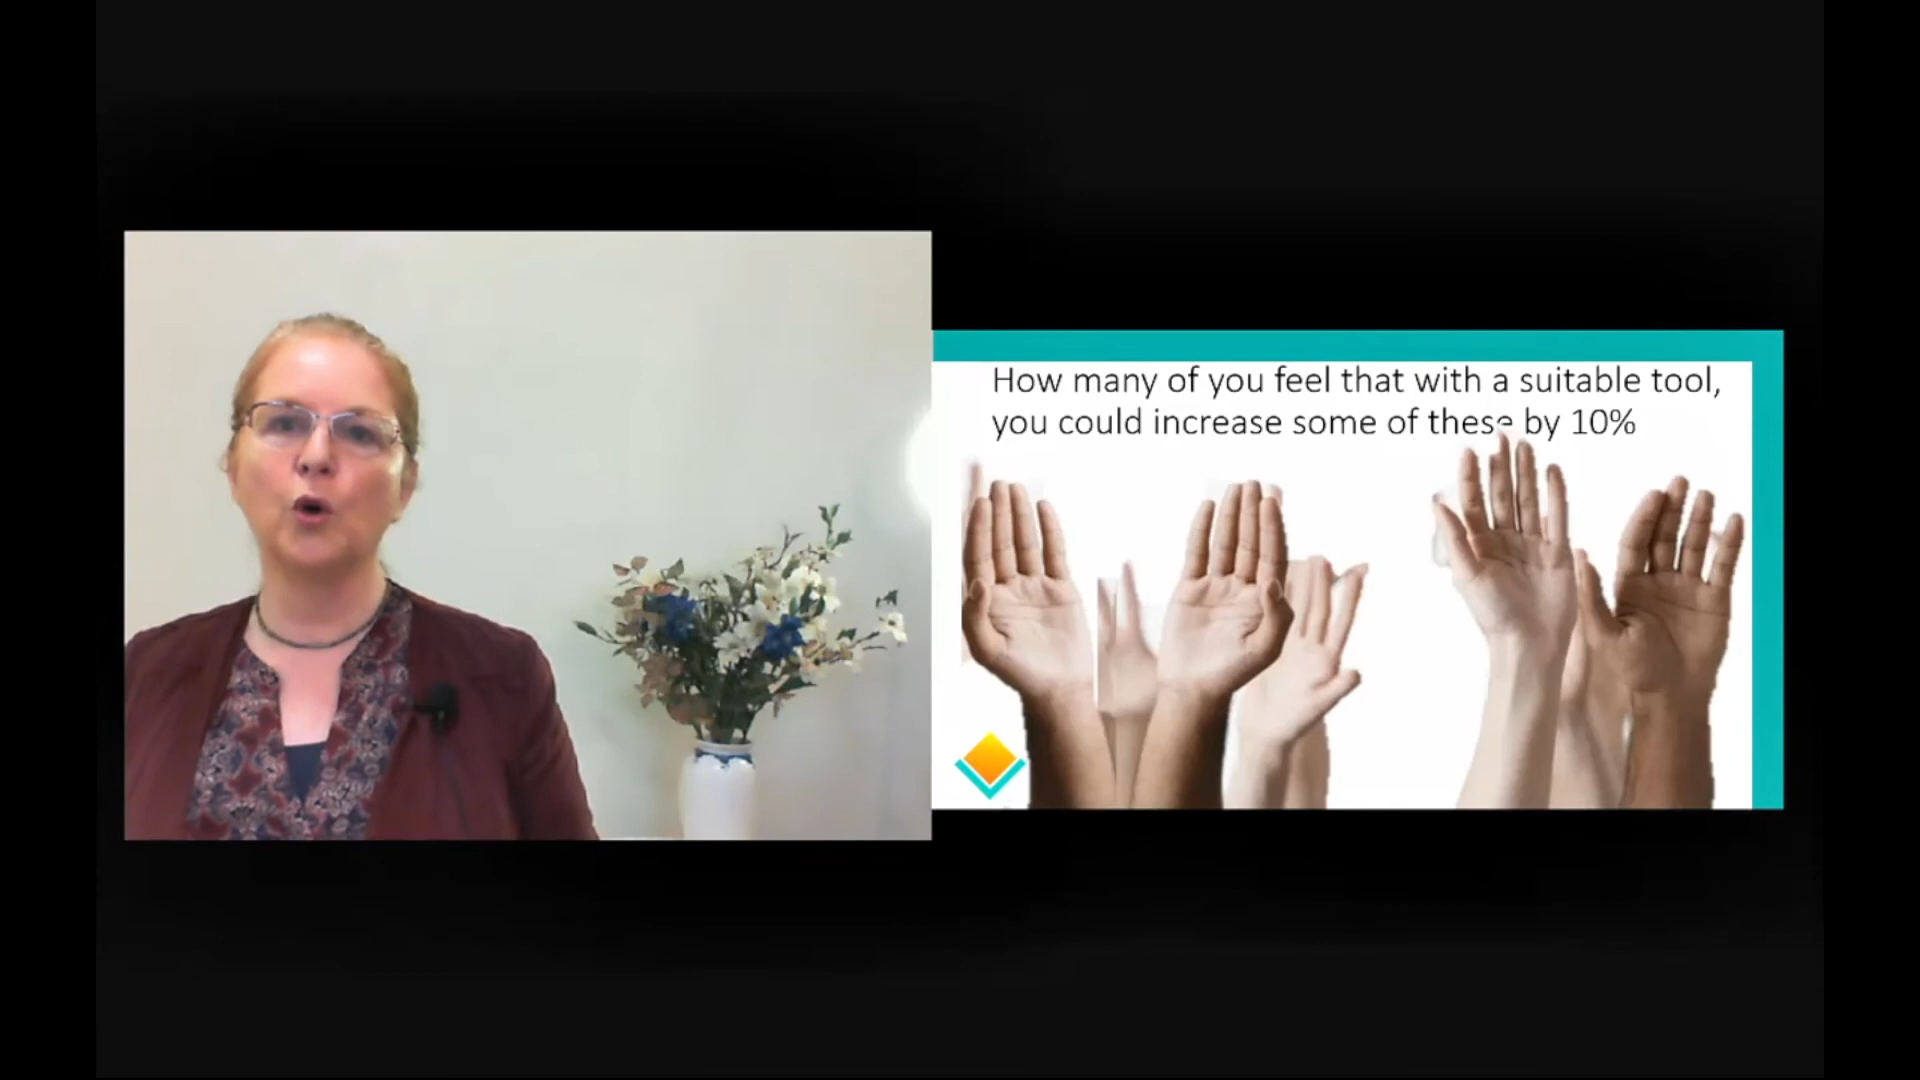 How many of you feel that with a suitable tool,
you could increase some of these by 10%